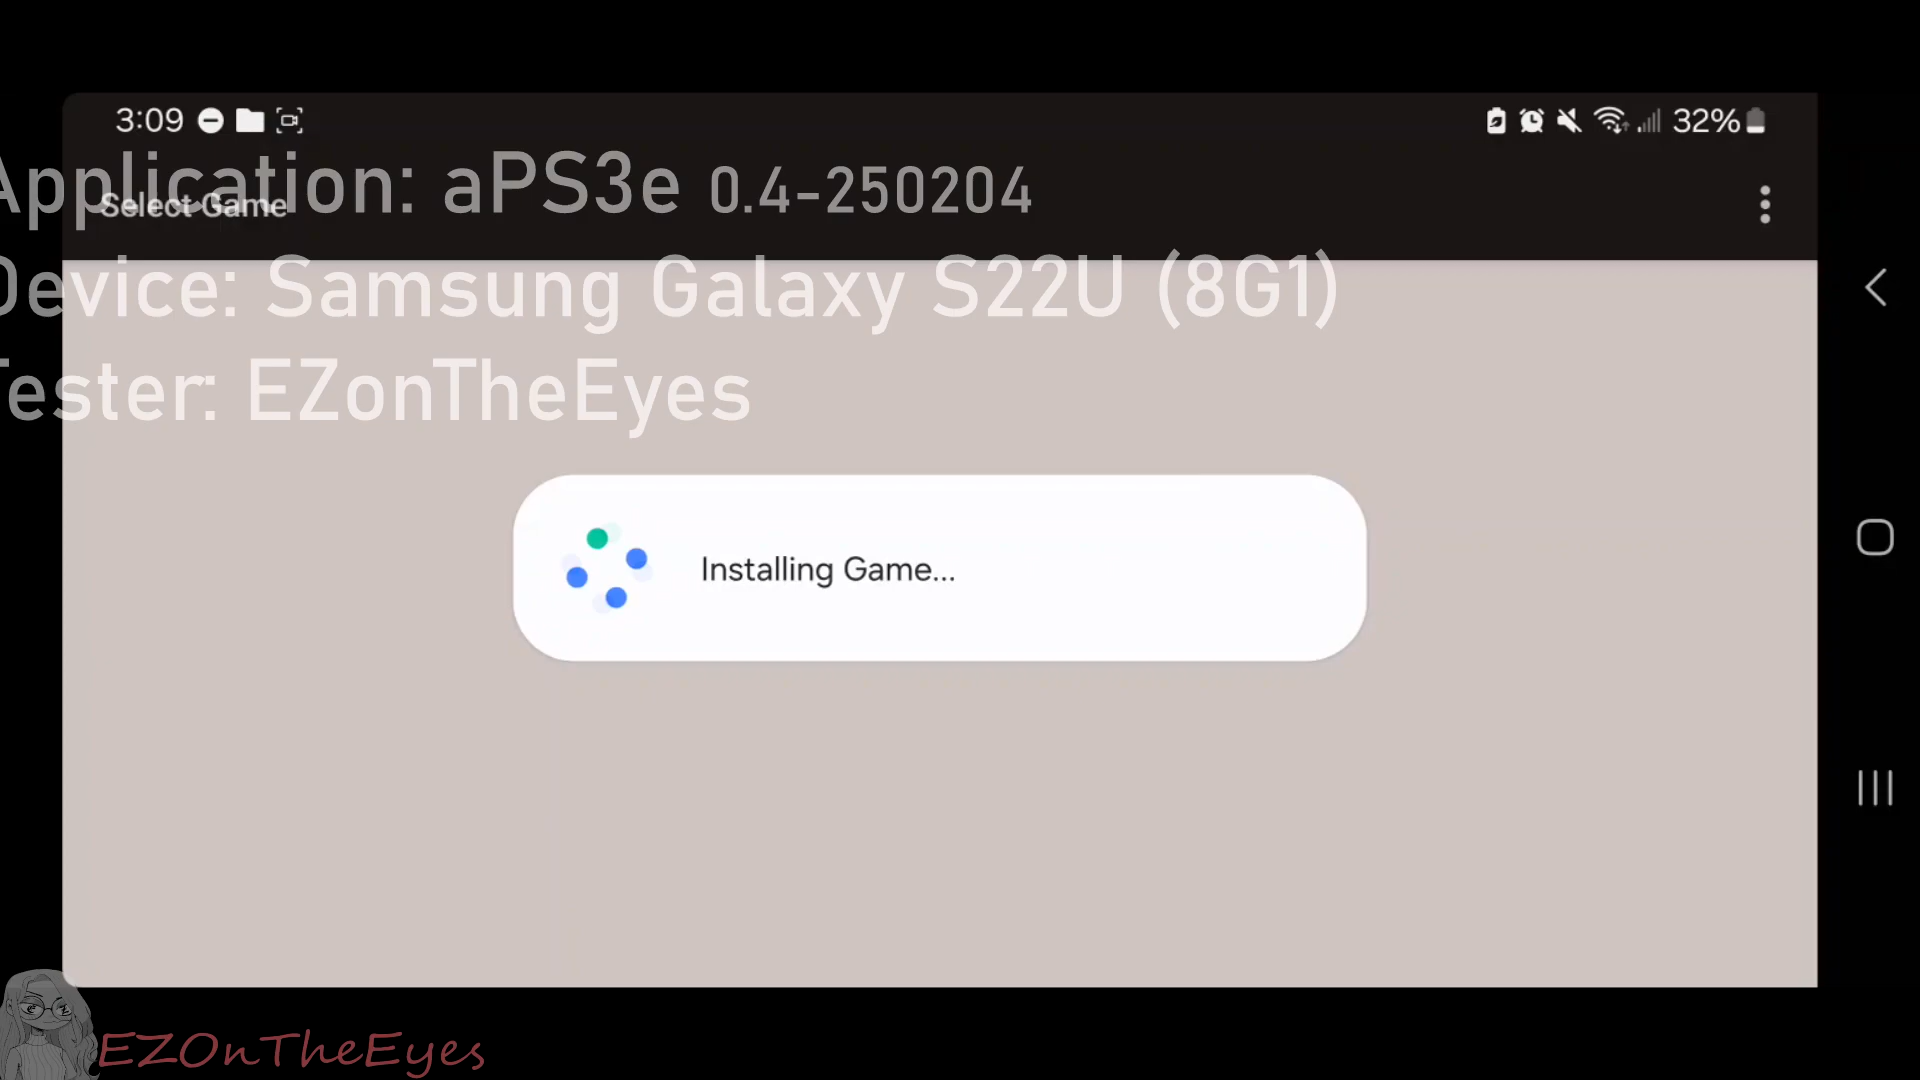 3:09
32%
Application: aPS3e 0.4-250204
Select Game
Device: Samsung Galaxy S22U (8G1)
Tester: EZonTheEyes
Installing Game...
EZOnTheEyes